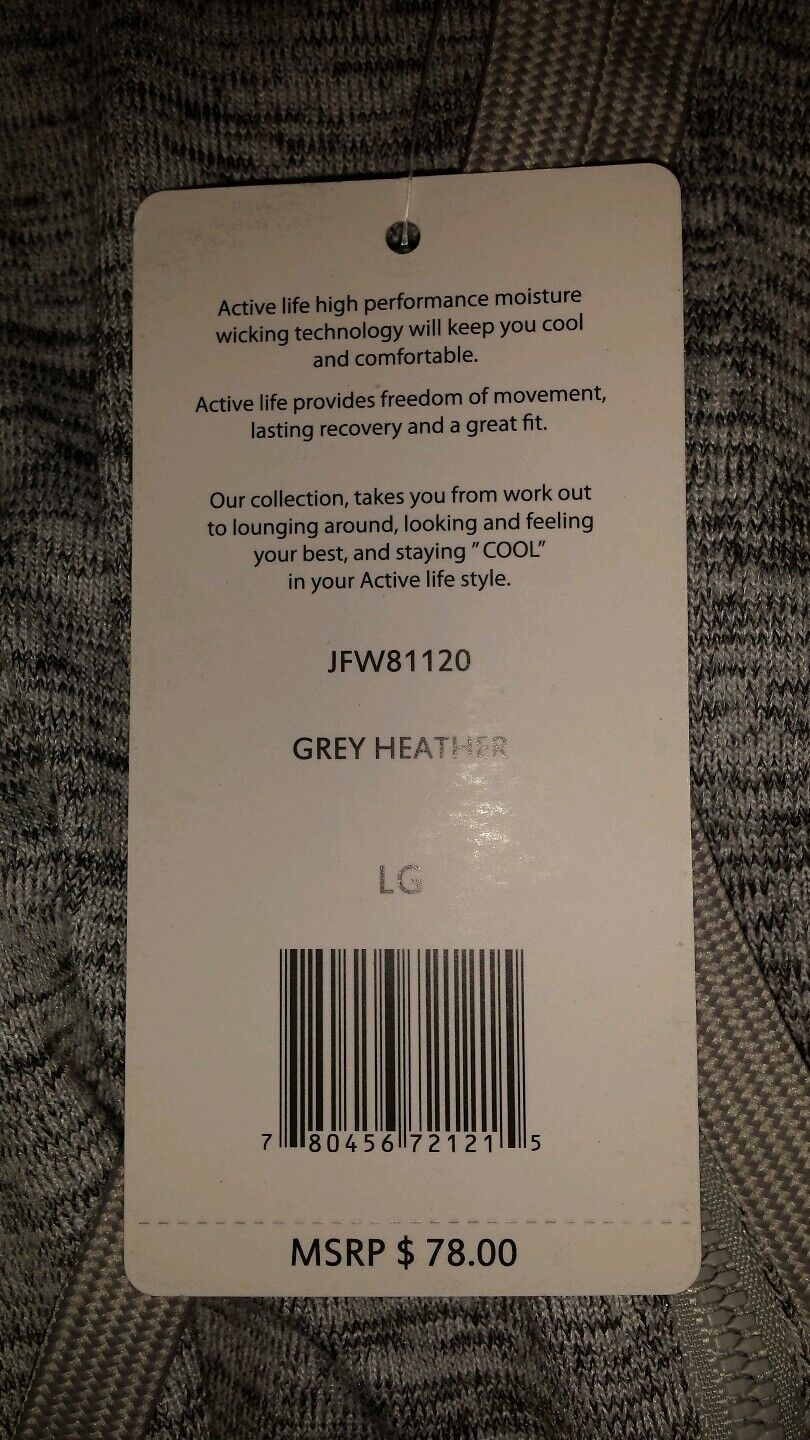 Active life high performance moisture
wicking technology will keep you cool
and comfortable.
Active life provides freedom of movement,
lasting recovery and a great fit.
Our collection, takes you from work out
to lounging around, looking and feeling
your best, and staying "COOL"
in your Active life style.
JFW81120
GREY HEATHER
LG
7 80456 72121 5
MSRP $ 78.00